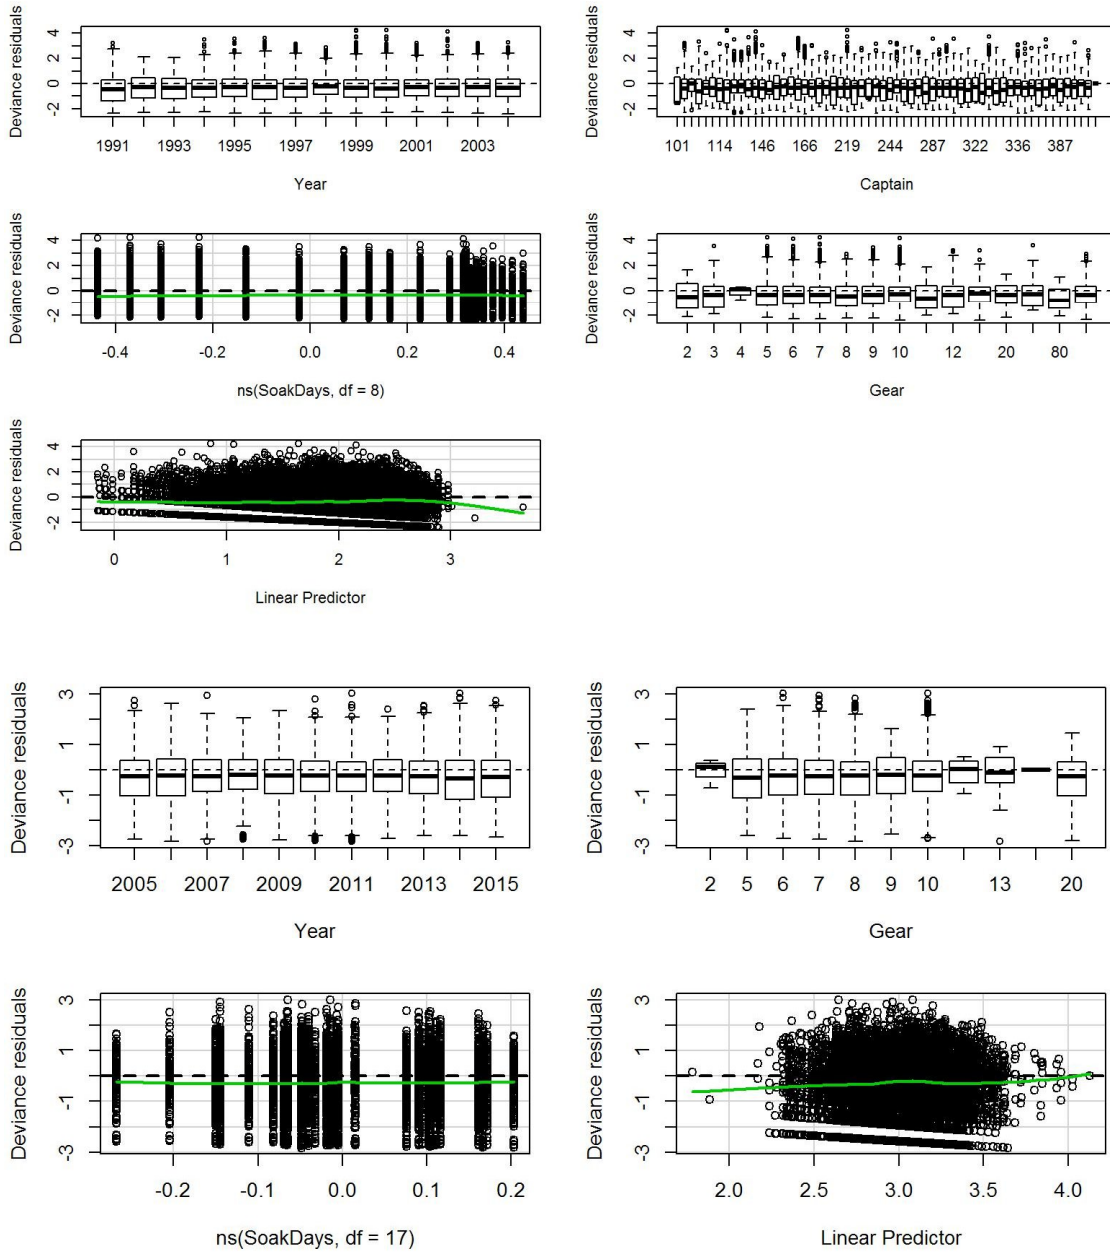 Deviance residuals
4
2
0
-2
1991 1993 1995 1997 1999 2001 2003
Year
Deviance residuals
4
2
0
-2
101 114 146 166 219 244 287 322 336 387
Captain
Deviance residuals
4
2
0
-2
-0.4 -0.2 0.0 0.2 0.4
ns(SoakDays, df = 8)
Deviance residuals
4
2
0
-2
2 3 4 5 6 7 8 9 10 12 20 80
Gear
Deviance residuals
4
2
0
-2
0 1 2 3
Linear Predictor
Deviance residuals
3
1
-1
-3
2005 2007 2009 2011 2013 2015
Year
Deviance residuals
3
1
-1
-3
2 5 6 7 8 9 10 13 20
Gear
Deviance residuals
3
1
-1
-3
-0.2 -0.1 0.0 0.1 0.2
ns(SoakDays, df = 17)
Deviance residuals
3
1
-1
-3
2.0 2.5 3.0 3.5 4.0
Linear Predictor